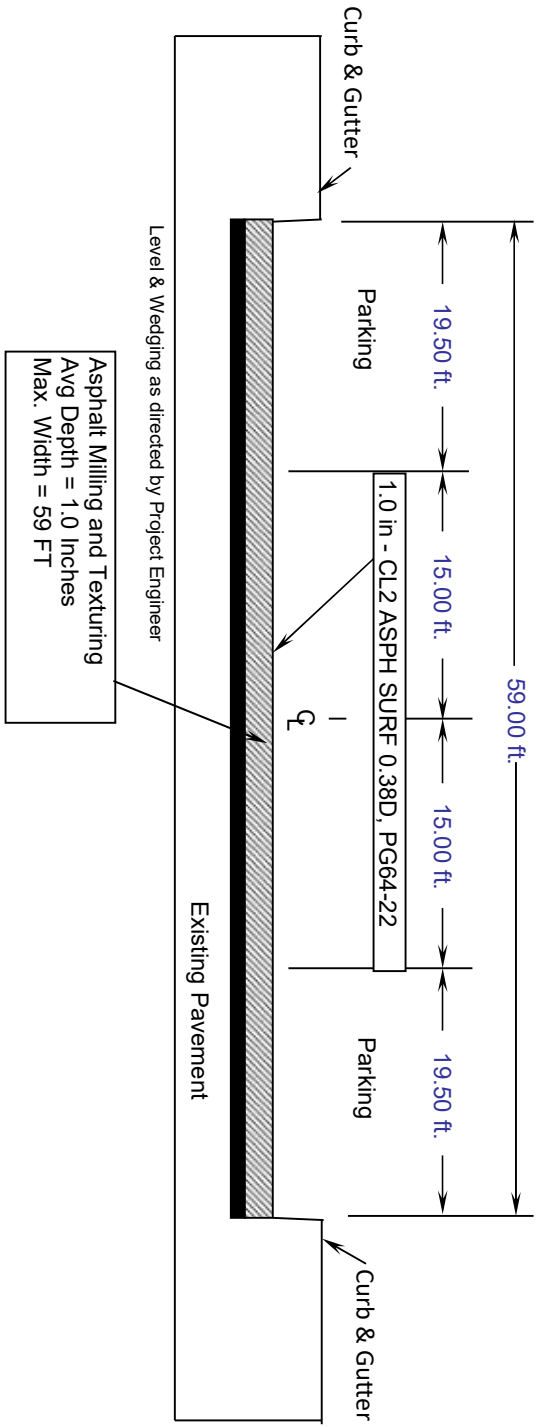 59.00 ft.
19.50 ft.
15.00 ft.
15.00 ft.
19.50 ft.
Parking
1.0 in - CL2 ASPH SURF 0.38D, PG64-22
Parking
Curb & Gutter
Curb & Gutter
CL
Level & Wedging as directed by Project Engineer
Existing Pavement
Asphalt Milling and Texturing
Avg Depth = 1.0 Inches
Max. Width = 59 FT